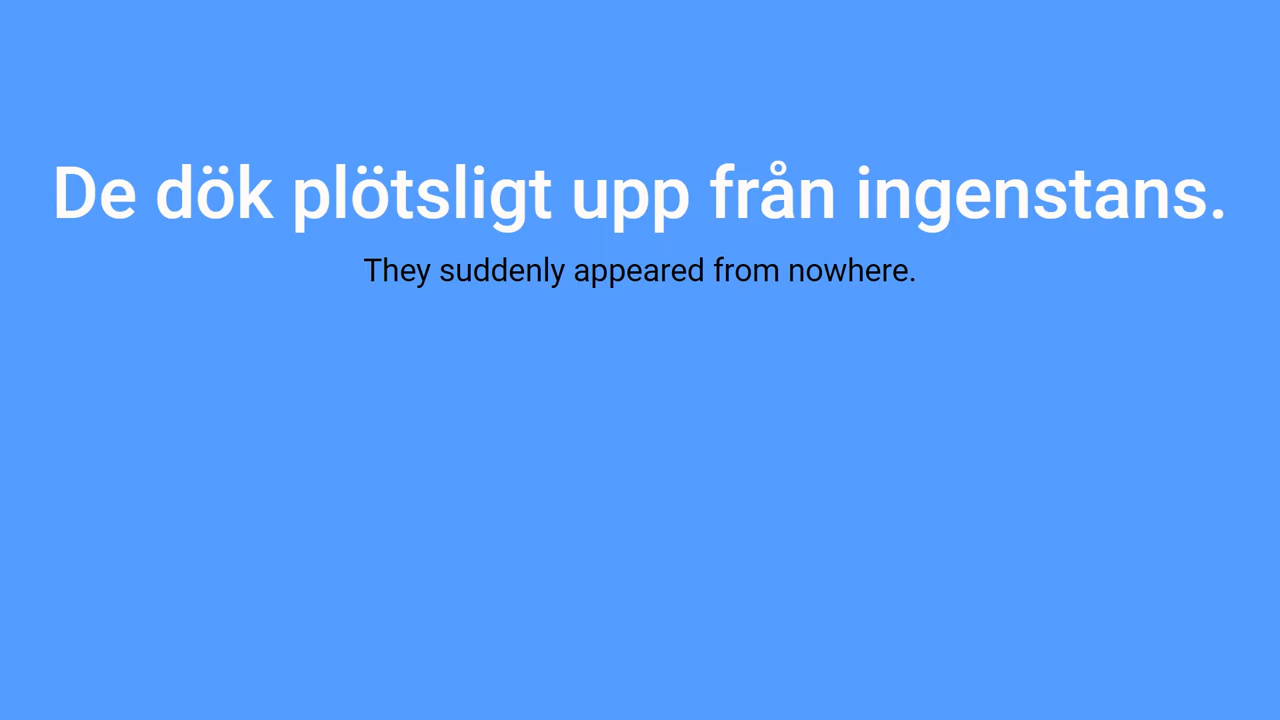 De dök plötsligt upp från ingenstans.
They suddenly appeared from nowhere.